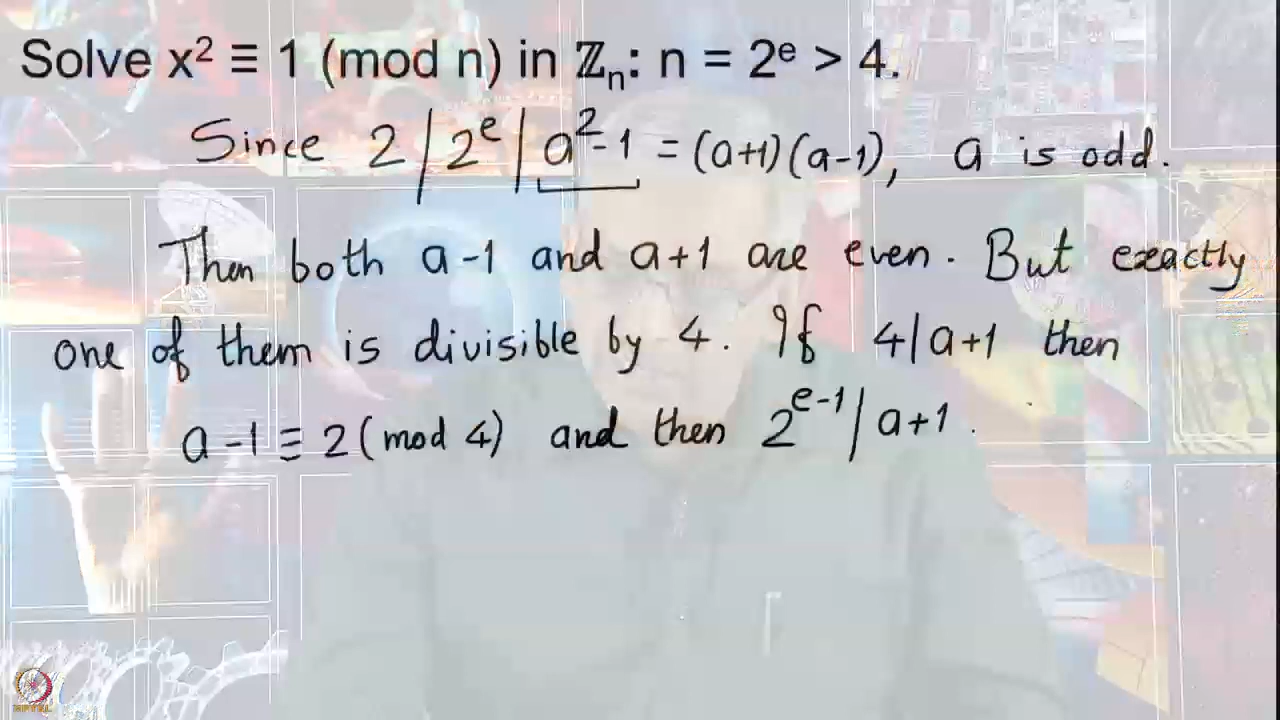 Solve x² ≡ 1 (mod n) in ℤₙ: n = 2ᵉ > 4.
Since 2 | 2ᵉ | a²-1 = (a+1)(a-1), a is odd.
Then both a-1 and a+1 are even. But exactly
one of them is divisible by 4. If 4|a+1 then
a-1 ≡ 2 (mod 4) and then 2ᵉ⁻¹ | a+1.
NPTEL